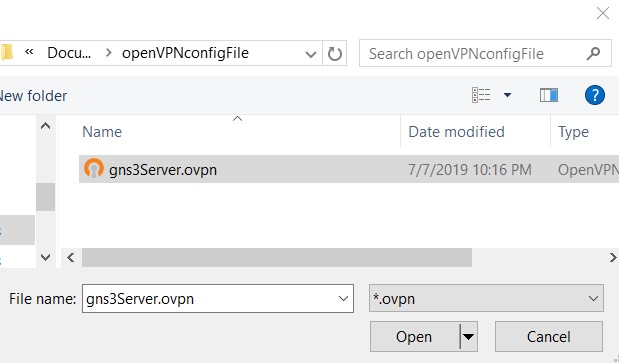 « Docu... > openVPNconfigFile
Search openVPNconfigFile
New folder
?
Name
Date modified
Type
gns3Server.ovpn
7/7/2019 10:16 PM
OpenVPN
File name:
gns3Server.ovpn
*.ovpn
Open
Cancel